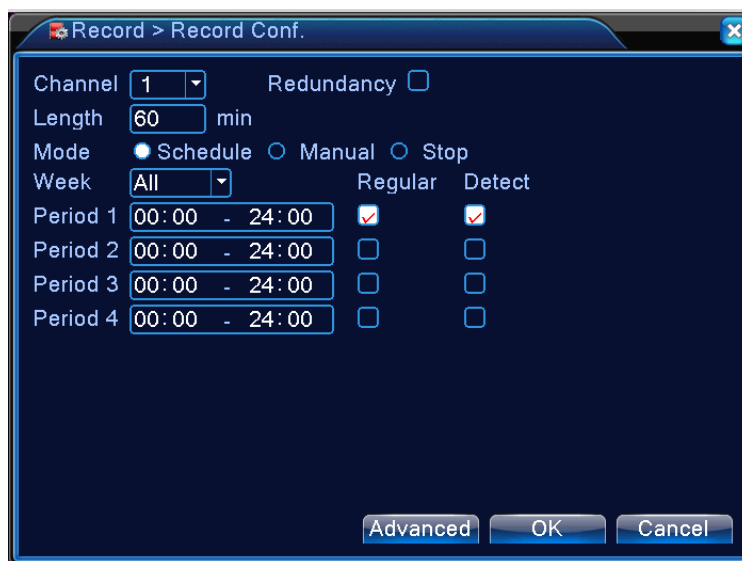 Record > Record Conf.
Channel 1 Redundancy
Length 60 min
Mode Schedule Manual Stop
Week All Regular Detect
Period 1 00:00 - 24:00
Period 2 00:00 - 24:00
Period 3 00:00 - 24:00
Period 4 00:00 - 24:00
Advanced OK Cancel